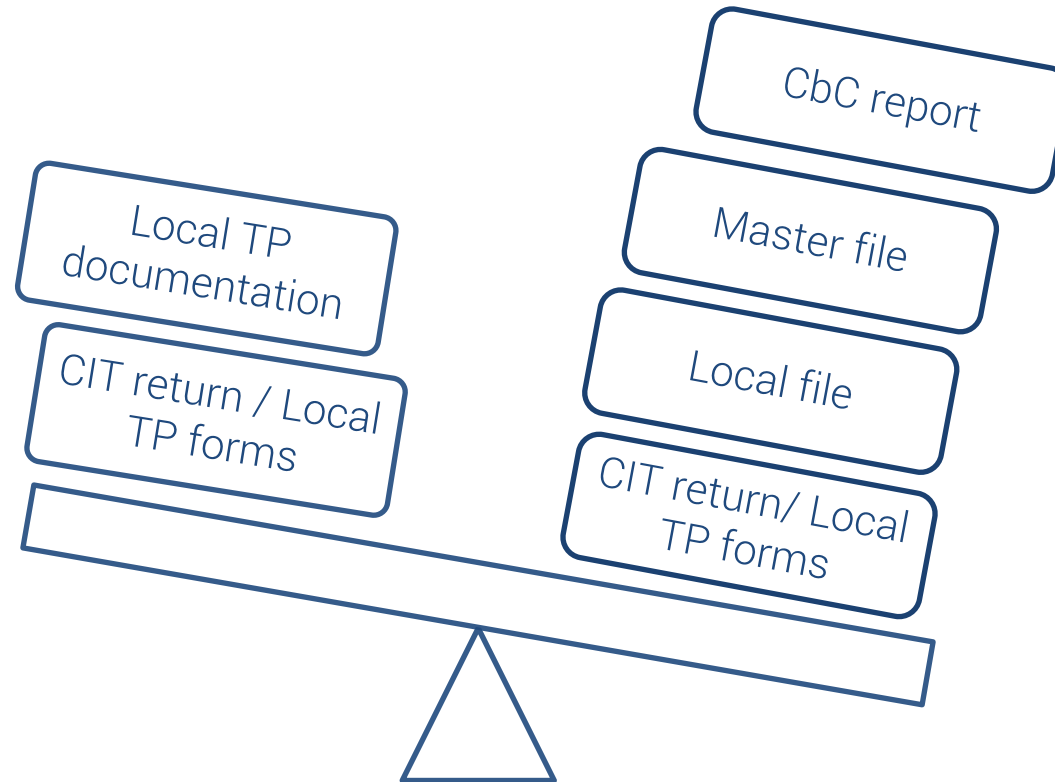 Local TP
documentation
CIT return / Local
TP forms
CbC report
Master file
Local file
CIT return/ Local
TP forms